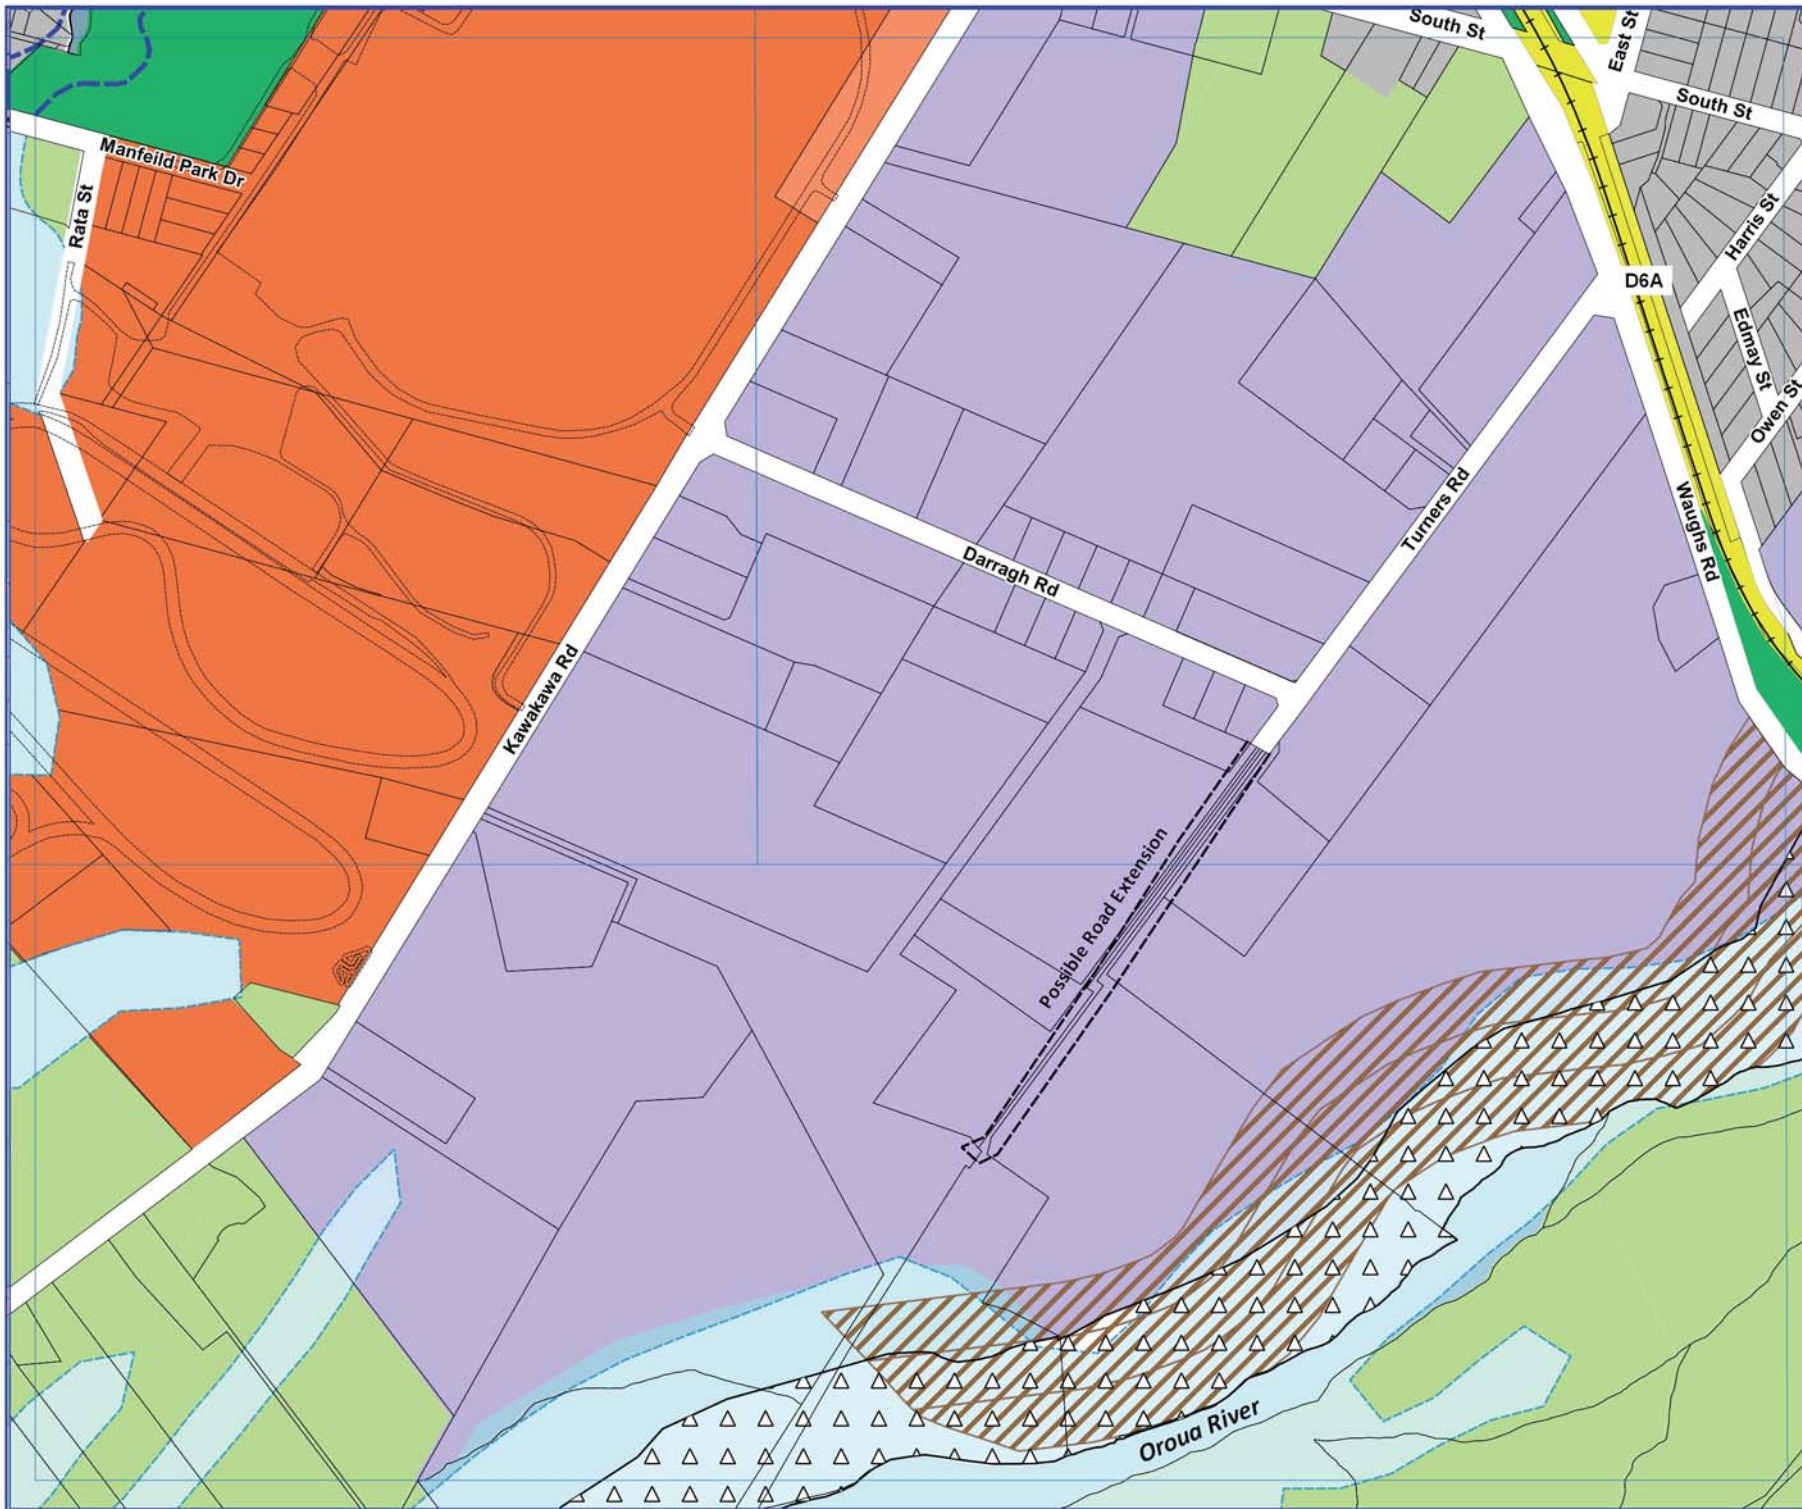 South St
East St
South St
Manfeild Park Dr
Rata St
Harris St
D6A
Edmay St
Owen St
Turners Rd
Waughs Rd
Darragh Rd
Kawakawa Rd
Possible Road Extension
Oroua River